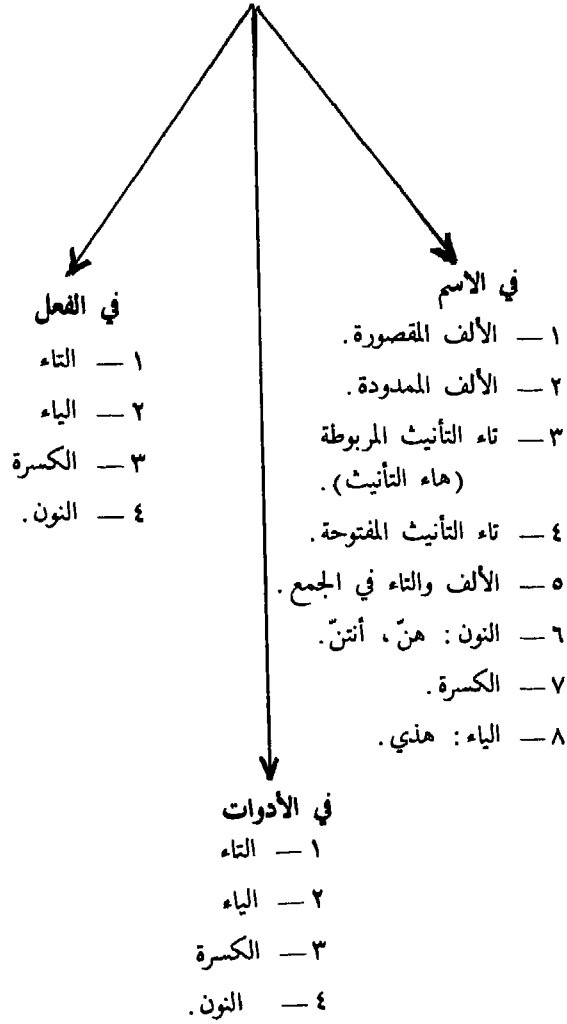 في الاسم
١ — الألف المقصورة.
٢ — الألف الممدودة.
٣ — تاء التأنيث المربوطة
(هاء التأنيث).
٤ — تاء التأنيث المفتوحة.
٥ — الألف والتاء في الجمع.
٦ — النون: هنّ، أنتنّ.
٧ — الكسرة.
٨ — الياء: هذي.
في الفعل
١ — التاء
٢ — الياء
٣ — الكسرة
٤ — النون.
في الأدوات
١ — التاء
٢ — الياء
٣ — الكسرة
٤ — النون.